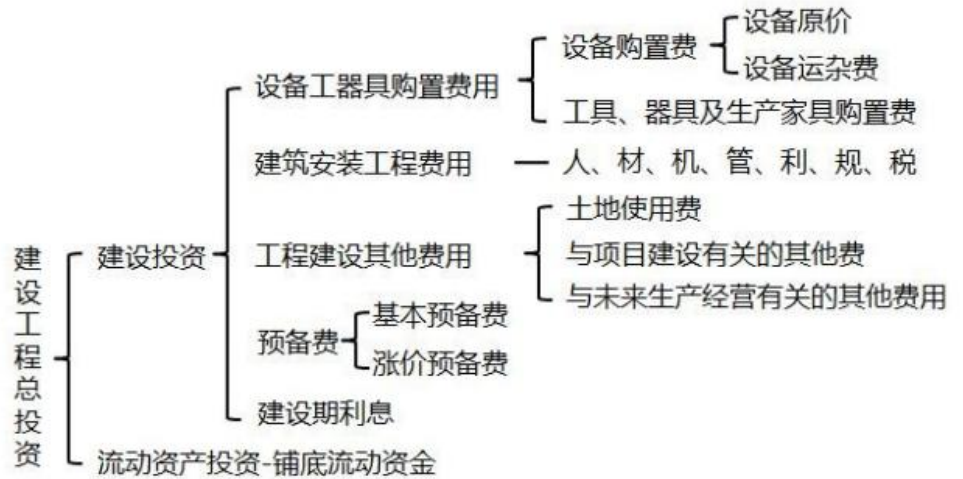 建设工程总投资
建设投资
设备工器具购置费用
设备购置费
设备原价
设备运杂费
工具、器具及生产家具购置费
建筑安装工程费用
人、材、机、管、利、规、税
工程建设其他费用
土地使用费
与项目建设有关的其他费
与未来生产经营有关的其他费用
预备费
基本预备费
涨价预备费
建设期利息
流动资产投资-铺底流动资金